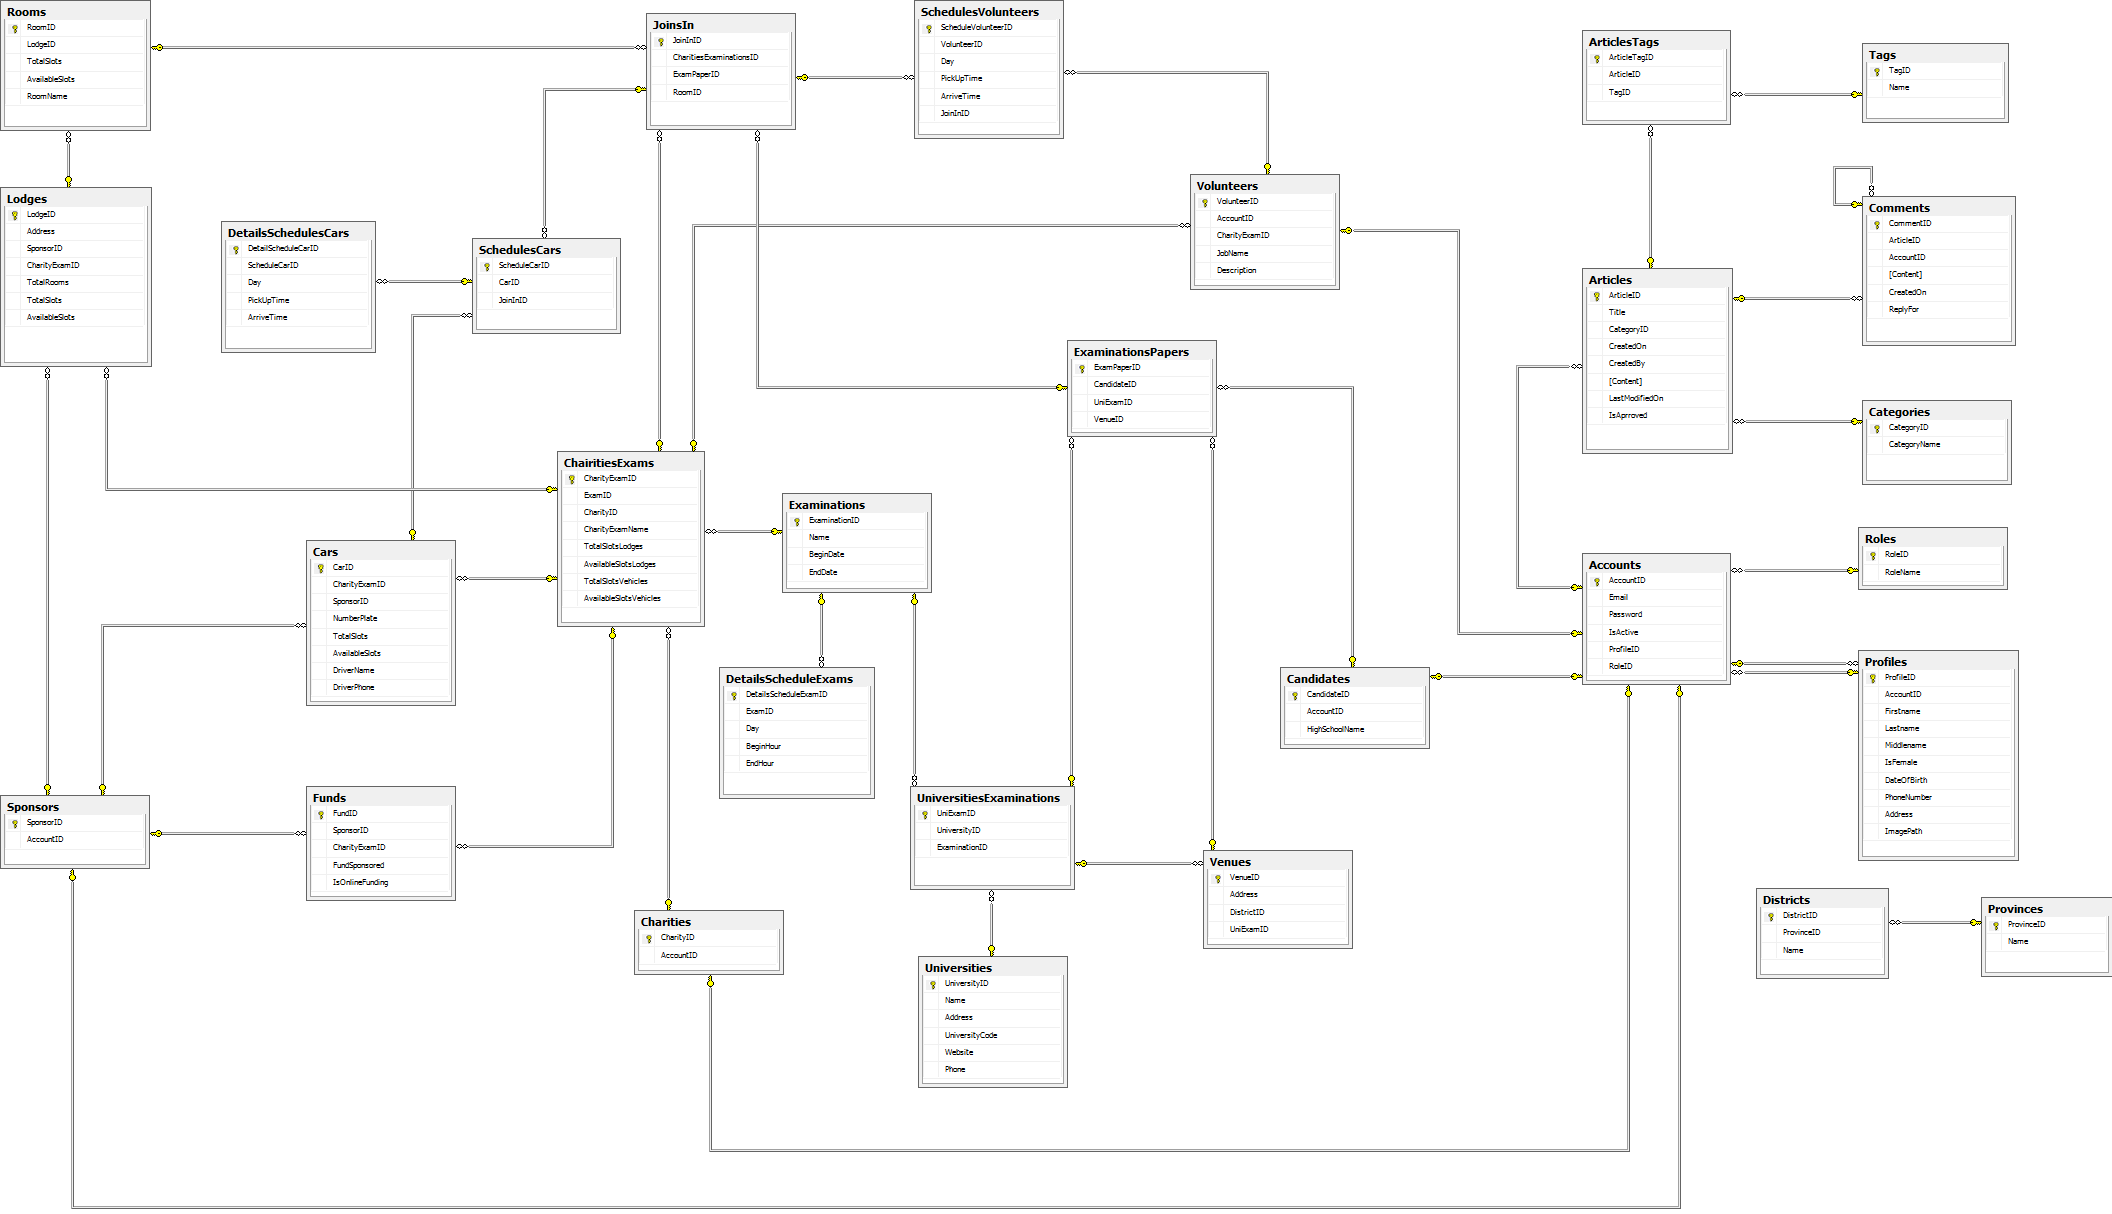 Rooms
RoomID
LodgeID
TotalSlots
AvailableSlots
RoomName
JoinsIn
JoinInID
CharitiesExaminationsID
ExamPaperID
RoomID
SchedulesVolunteers
ScheduleVolunteerID
VolunteerID
Day
PickUpTime
ArriveTime
JoinInID
ArticlesTags
ArticleTagID
ArticleID
TagID
Tags
TagID
Name
Lodges
LodgeID
Address
SponsorID
CharityExamID
TotalRooms
TotalSlots
AvailableSlots
DetailsSchedulesCars
DetailScheduleCarID
ScheduleCarID
Day
PickUpTime
ArriveTime
SchedulesCars
ScheduleCarID
CarID
JoinInID
Volunteers
VolunteerID
AccountID
CharityExamID
JobName
Description
Comments
CommentID
ArticleID
AccountID
[Content]
CreatedOn
ReplyFor
Articles
ArticleID
Title
CategoryID
CreatedOn
CreatedBy
[Content]
LastModifiedOn
IsAprroved
ExaminationsPapers
ExamPaperID
CandidateID
UniExamID
VenueID
Categories
CategoryID
CategoryName
ChairitiesExams
CharityExamID
ExamID
CharityID
CharityExamName
TotalSlotsLodges
AvailableSlotsLodges
TotalSlotsVehicles
AvailableSlotsVehicles
Examinations
ExaminationID
Name
BeginDate
EndDate
Cars
CarID
CharityExamID
SponsorID
NumberPlate
TotalSlots
AvailableSlots
DriverName
DriverPhone
Roles
RoleID
RoleName
Accounts
AccountID
Email
Password
IsActive
ProfileID
RoleID
DetailsScheduleExams
DetailsScheduleExamID
ExamID
Day
BeginHour
EndHour
Candidates
CandidateID
AccountID
HighSchoolName
Profiles
ProfileID
AccountID
Firstname
Lastname
Middlename
IsFemale
DateOfBirth
PhoneNumber
Address
ImagePath
Sponsors
SponsorID
AccountID
Funds
FundID
SponsorID
CharityExamID
FundSponsored
IsOnlineFunding
UniversitiesExaminations
UniExamID
UniversityID
ExaminationID
Venues
VenueID
Address
DistrictID
UniExamID
Charities
CharityID
AccountID
Universities
UniversityID
Name
Address
UniversityCode
Website
Phone
Districts
DistrictID
ProvinceID
Name
Provinces
ProvinceID
Name